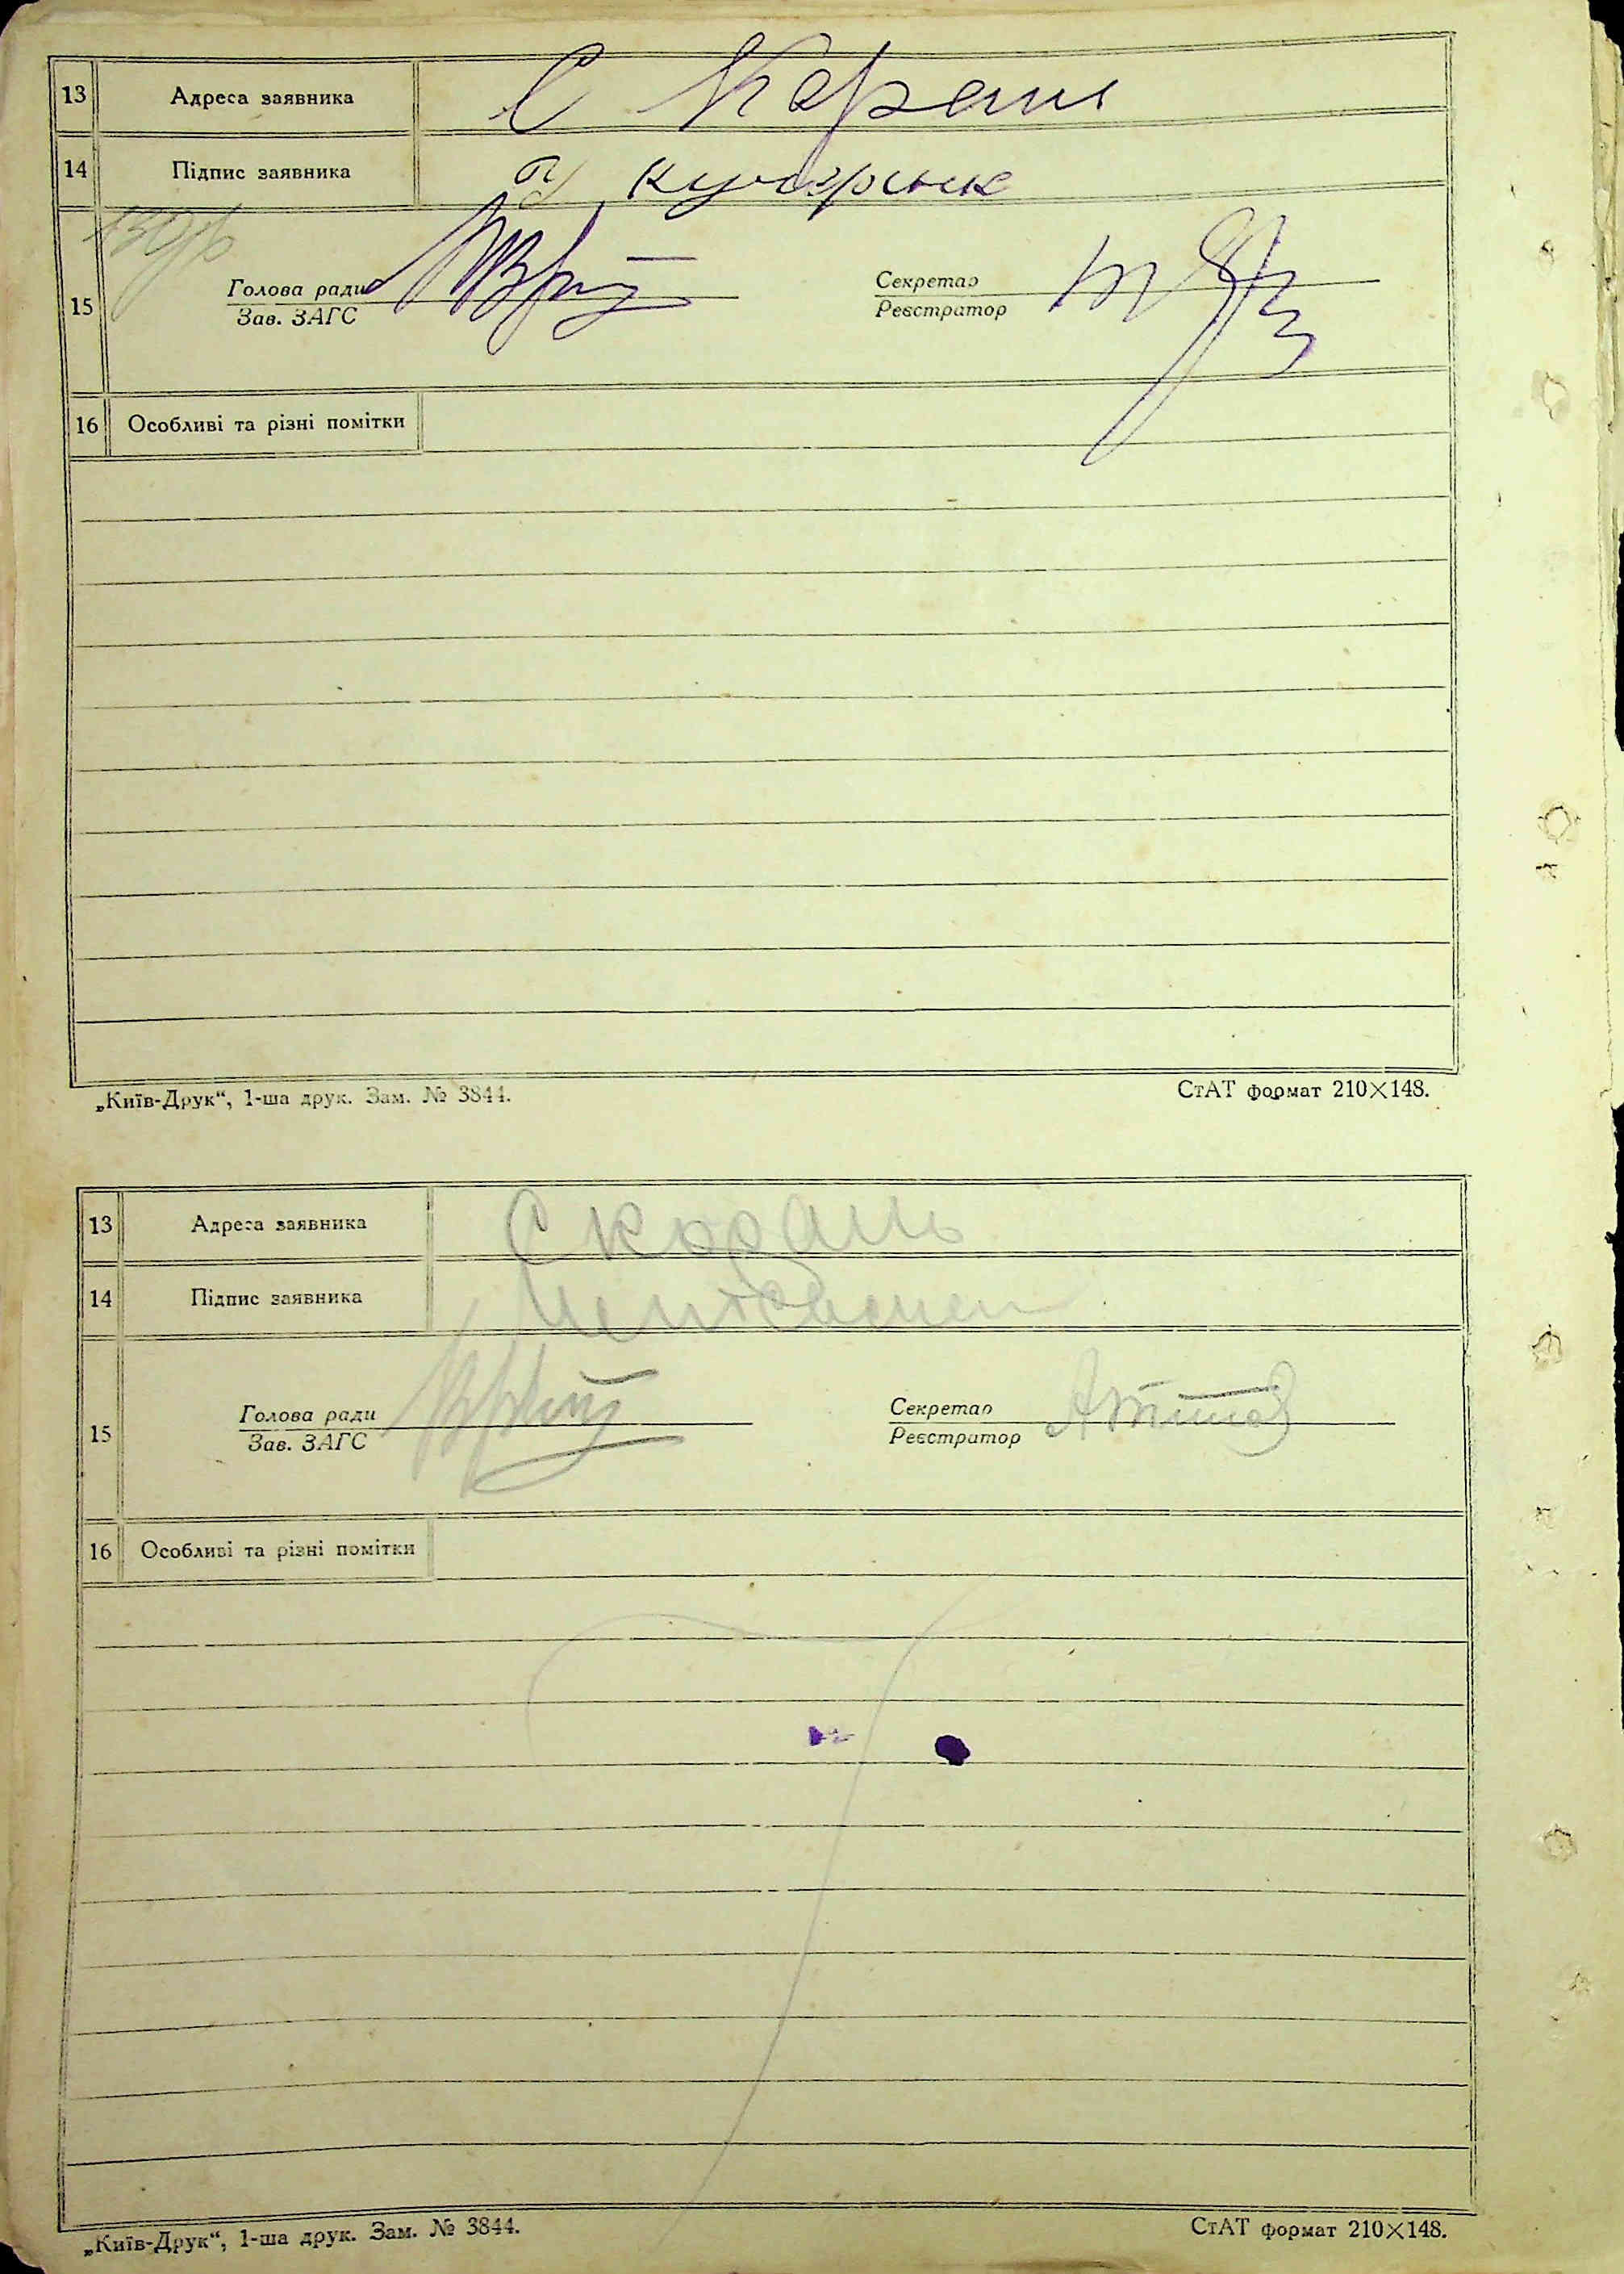 13 Адреса заявника С Карань
14 Підпис заявника
15 Голова ради Секретар
Зав. ЗАГС Реєстратор
16 Особливі та різні помітки
„Київ-Друк“, 1-ша друк. Зам. № 3844. СтАТ формат 210×148.
13 Адреса заявника С Карань
14 Підпис заявника
15 Голова ради Секретар
Зав. ЗАГС Реєстратор
16 Особливі та різні помітки
„Київ-Друк“, 1-ша друк. Зам. № 3844. СтАТ формат 210×148.